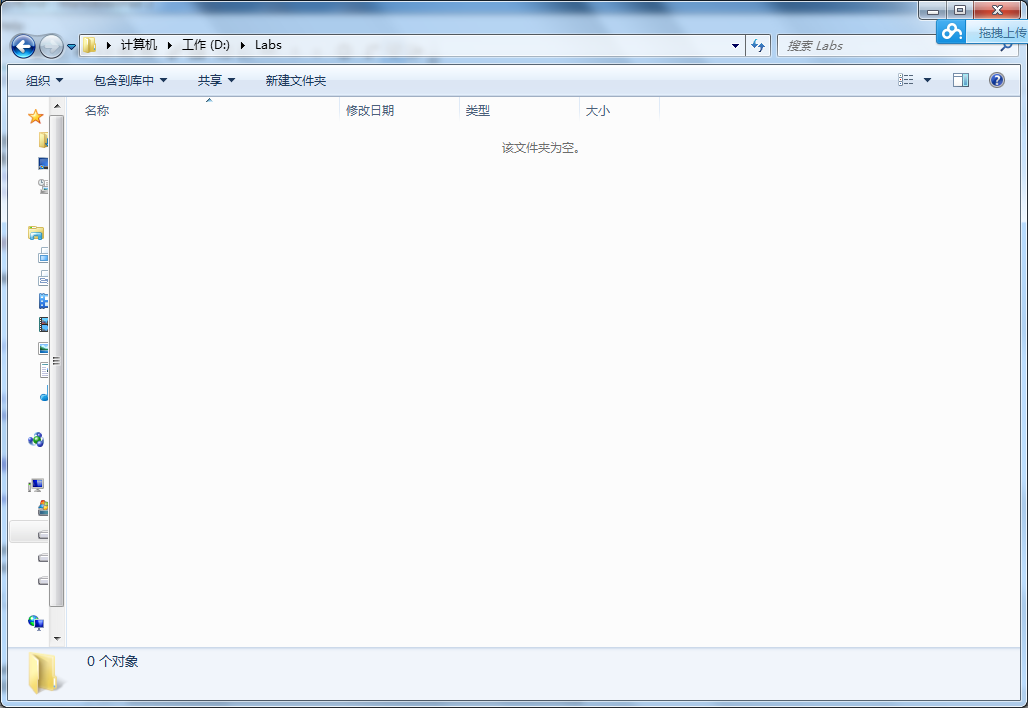 计算机 工作 (D:) Labs
搜索 Labs
拖拽上传
组织 包含到库中 共享 新建文件夹
名称 修改日期 类型 大小
该文件夹为空。
0 个对象